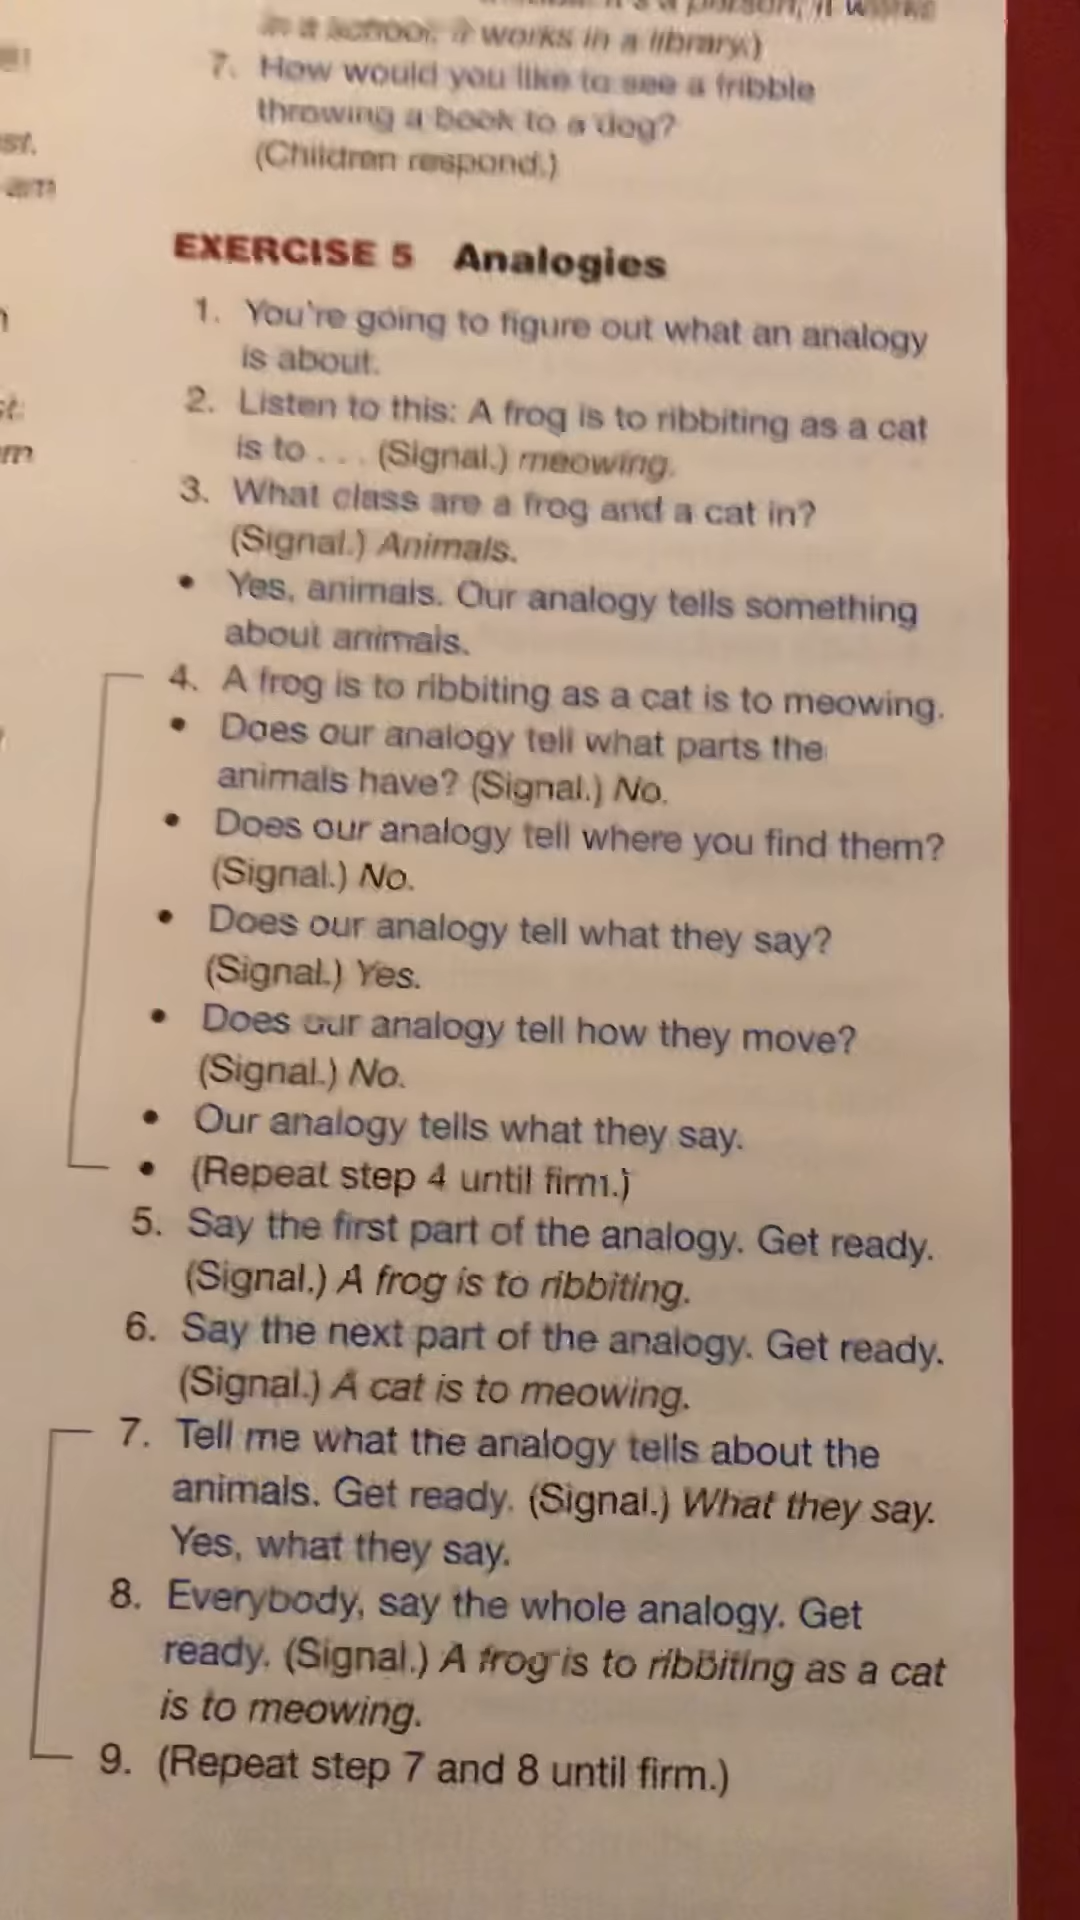 it works
in a school, it works in a library.)
7. How would you like to see a fribble
throwing a book to a dog?
(Children respond.)
st.
am
EXERCISE 5 Analogies
1. You're going to figure out what an analogy
is about.
2. Listen to this: A frog is to ribbiting as a cat
is to . . . (Signal.) meowing.
3. What class are a frog and a cat in?
(Signal.) Animals.
• Yes, animals. Our analogy tells something
about animals.
4. A frog is to ribbiting as a cat is to meowing.
• Does our analogy tell what parts the
animals have? (Signal.) No.
• Does our analogy tell where you find them?
(Signal.) No.
• Does our analogy tell what they say?
(Signal.) Yes.
• Does our analogy tell how they move?
(Signal.) No.
• Our analogy tells what they say.
• (Repeat step 4 until firm.)
5. Say the first part of the analogy. Get ready.
(Signal.) A frog is to ribbiting.
6. Say the next part of the analogy. Get ready.
(Signal.) A cat is to meowing.
7. Tell me what the analogy tells about the
animals. Get ready. (Signal.) What they say.
Yes, what they say.
8. Everybody, say the whole analogy. Get
ready. (Signal.) A frog is to ribbiting as a cat
is to meowing.
9. (Repeat step 7 and 8 until firm.)